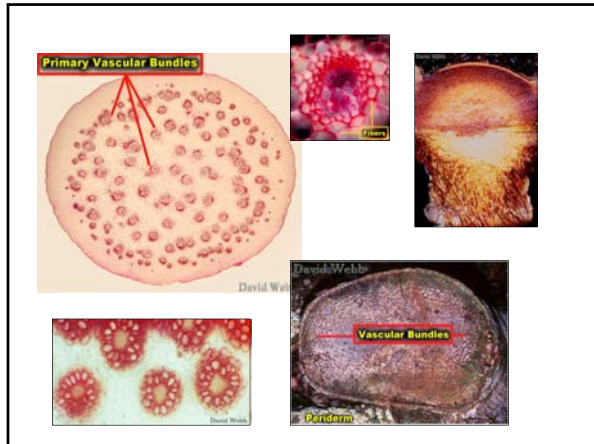 Primary Vascular Bundles
Fibers
David Webb
David Webb
David Webb
Vascular Bundles
David Webb
Periderm